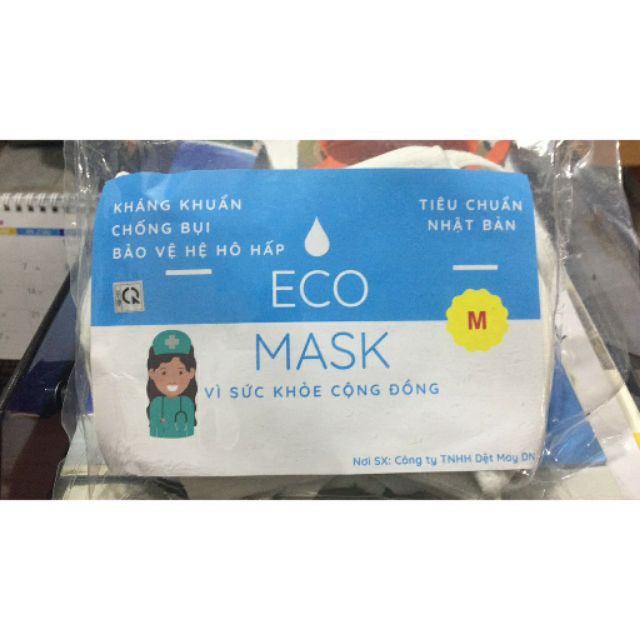 KHÁNG KHUẨN
CHỐNG BỤI
BẢO VỆ HỆ HÔ HẤP
TIÊU CHUẨN
NHẬT BẢN
ECO
MASK
M
VÌ SỨC KHỎE CỘNG ĐỒNG
Nơi SX: Công ty TNHH Dệt May DN